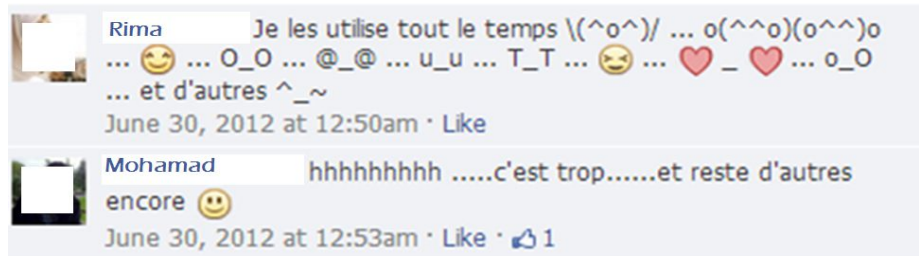 Rima Je les utilise tout le temps \(^o^)/ ... o(^^o)(o^^)o
... 😊 ... O_O ... @_@ ... u_u ... T_T ... 😆 ... ❤ _ ❤ ... o_O
... et d'autres ^_~
June 30, 2012 at 12:50am · Like
Mohamad hhhhhhhhh .....c'est trop......et reste d'autres
encore 🙂
June 30, 2012 at 12:53am · Like · 👍 1